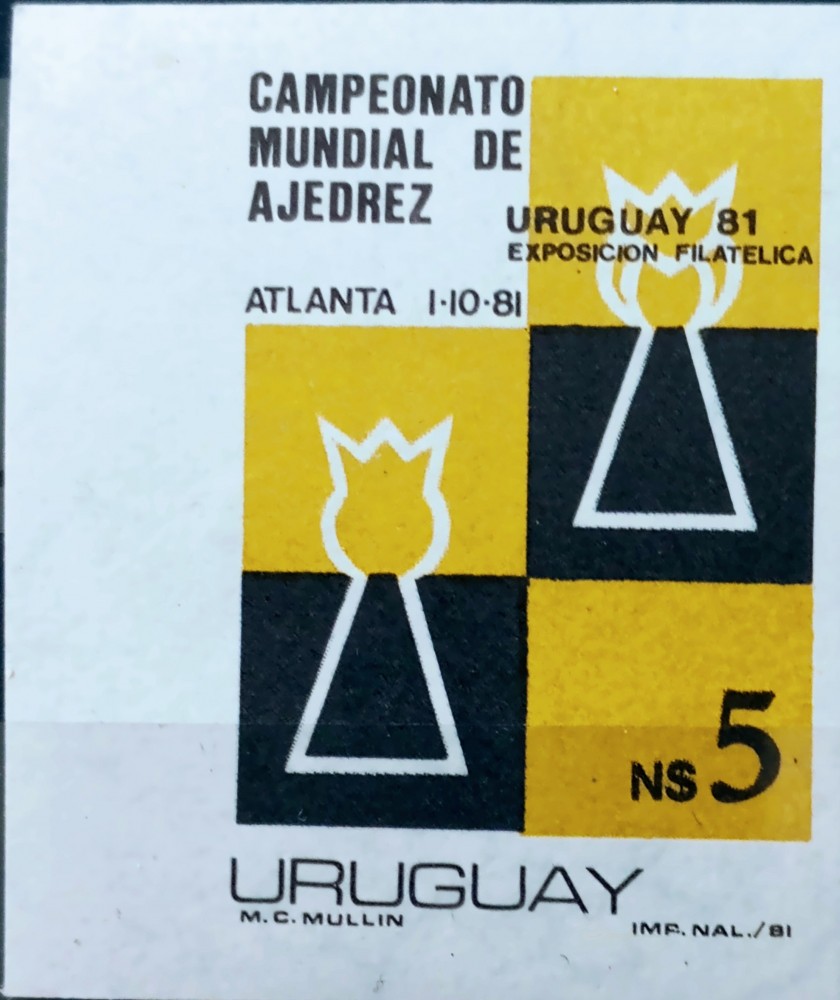 CAMPEONATO
MUNDIAL DE
AJEDREZ
URUGUAY 81
EXPOSICION FILATELICA
ATLANTA 1·10·81
N$ 5
URUGUAY
M.C. MULLIN
IMP. NAL./81